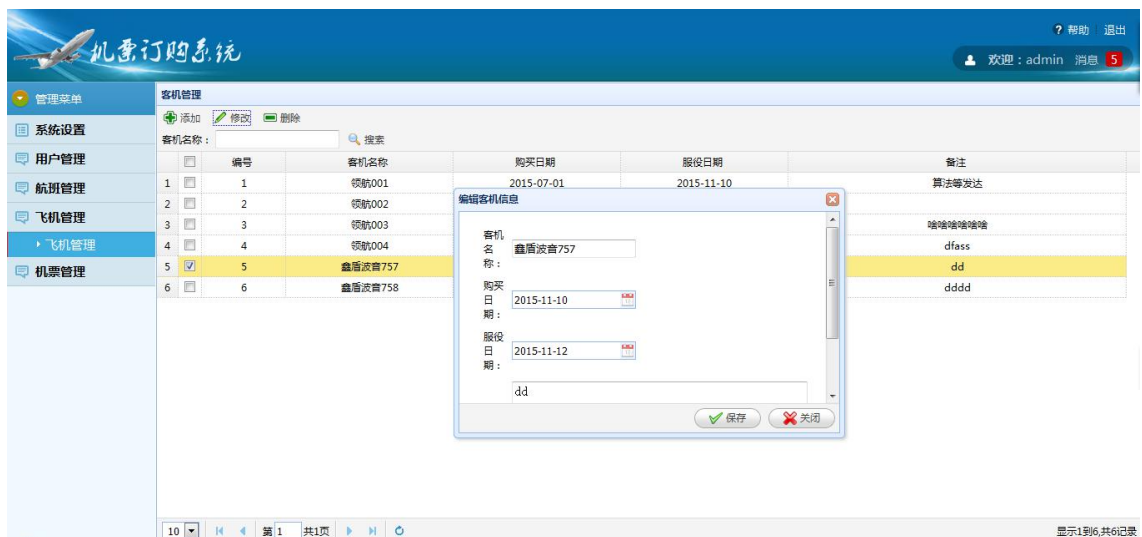 ? 帮助 退出
机票订购系统
欢迎：admin 消息 5
管理菜单
系统设置
用户管理
航班管理
飞机管理
飞机管理
机票管理
客机管理
添加 修改 删除
客机名称： 搜索
编号 客机名称 购买日期 服役日期 备注
1 1 领航001 2015-07-01 2015-11-10 算法等发达
2 2 领航002
3 3 领航003 啥啥啥啥啥啥
4 4 领航004 dfass
5 5 鑫盾波音757 dd
6 6 鑫盾波音758 dddd
编辑客机信息
客机
名
称：
鑫盾波音757
购买
日
期：
2015-11-10
服役
日
期：
2015-11-12
dd
保存 关闭
10 第 1 共1页 显示1到6,共6记录